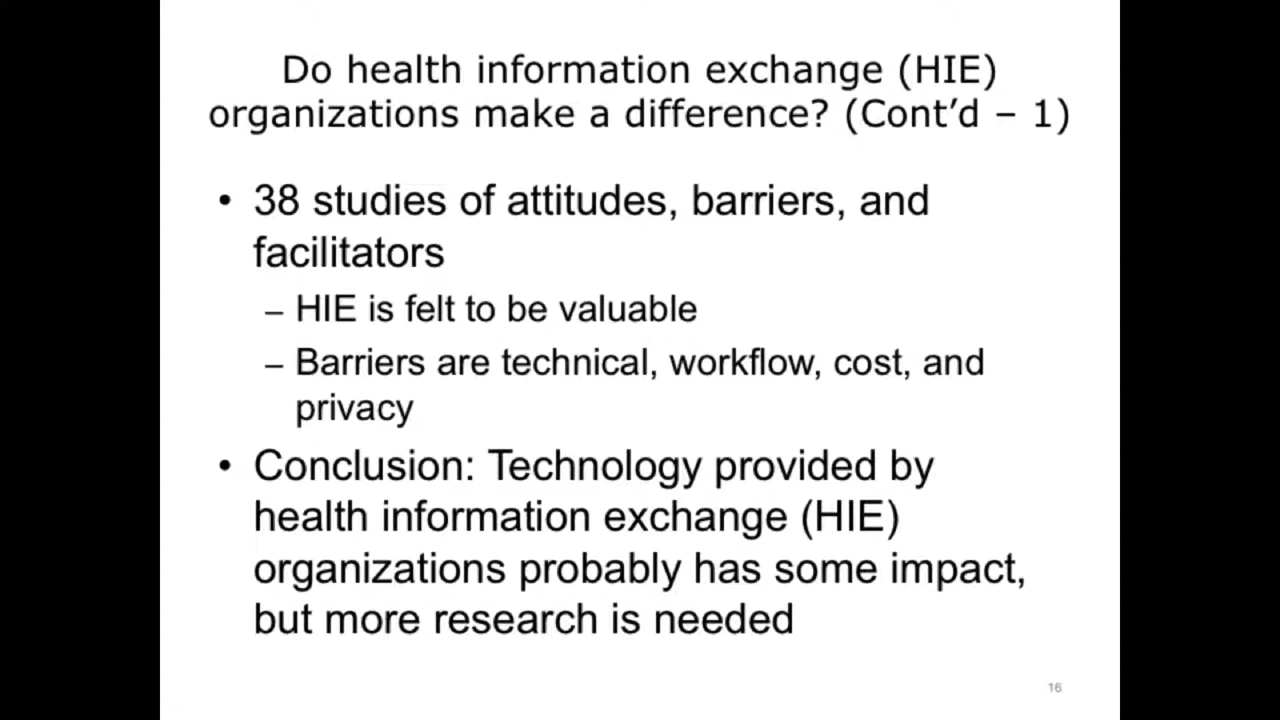 Do health information exchange (HIE)
organizations make a difference? (Cont’d – 1)
• 38 studies of attitudes, barriers, and
facilitators
– HIE is felt to be valuable
– Barriers are technical, workflow, cost, and
privacy
• Conclusion: Technology provided by
health information exchange (HIE)
organizations probably has some impact,
but more research is needed
16